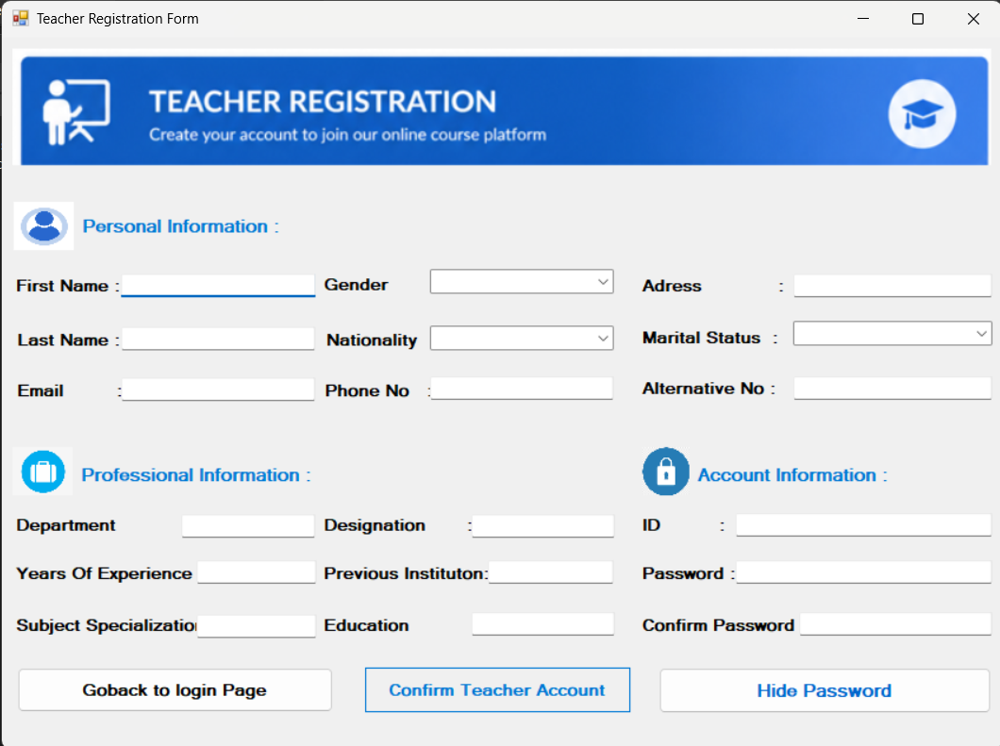 Teacher Registration Form
TEACHER REGISTRATION
Create your account to join our online course platform
Personal Information :
First Name :
Gender
Adress :
Last Name :
Nationality
Marital Status :
Email :
Phone No :
Alternative No :
Professional Information :
Account Information :
Department
Designation :
ID :
Years Of Experience
Previous Instituton:
Password :
Subject Specializatio
Education
Confirm Password
Goback to login Page
Confirm Teacher Account
Hide Password